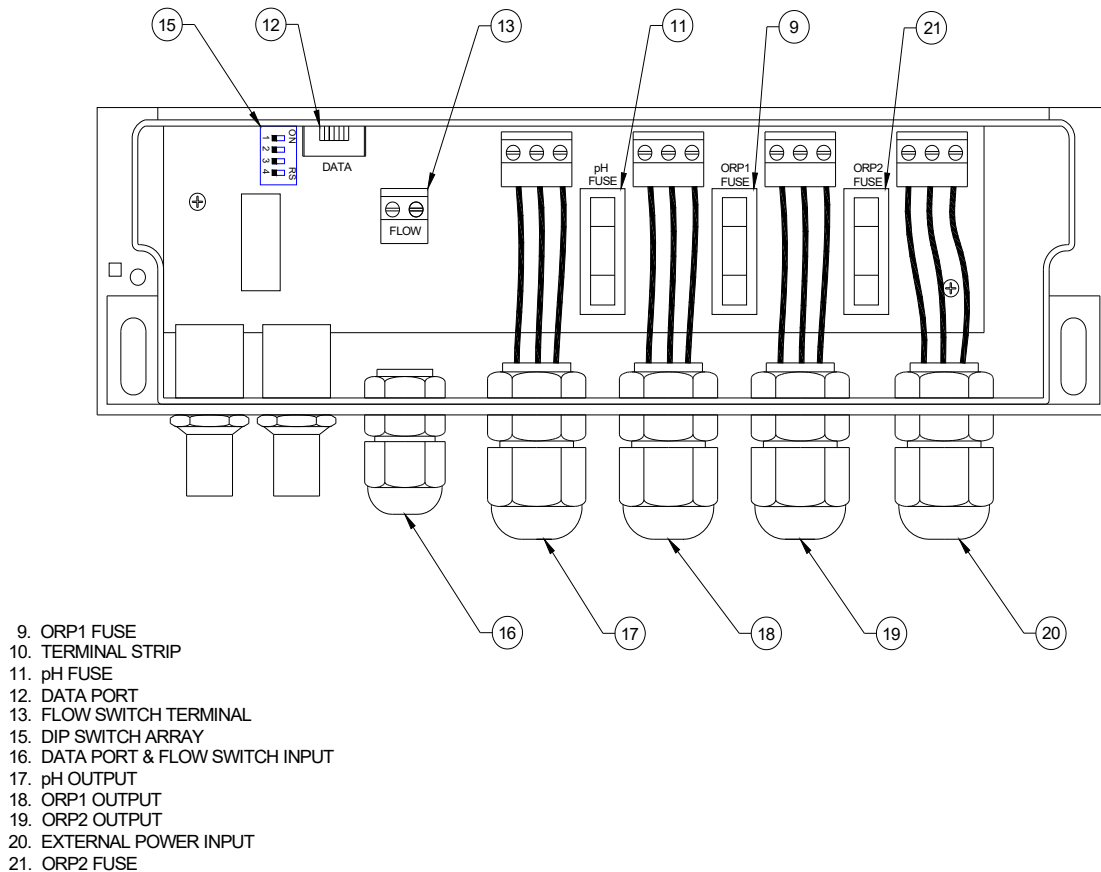 15
12
13
11
9
21
ON
1
2
3
4
RS
DATA
FLOW
pH
FUSE
ORP1
FUSE
ORP2
FUSE
16
17
18
19
20
9. ORP1 FUSE
10. TERMINAL STRIP
11. pH FUSE
12. DATA PORT
13. FLOW SWITCH TERMINAL
15. DIP SWITCH ARRAY
16. DATA PORT & FLOW SWITCH INPUT
17. pH OUTPUT
18. ORP1 OUTPUT
19. ORP2 OUTPUT
20. EXTERNAL POWER INPUT
21. ORP2 FUSE